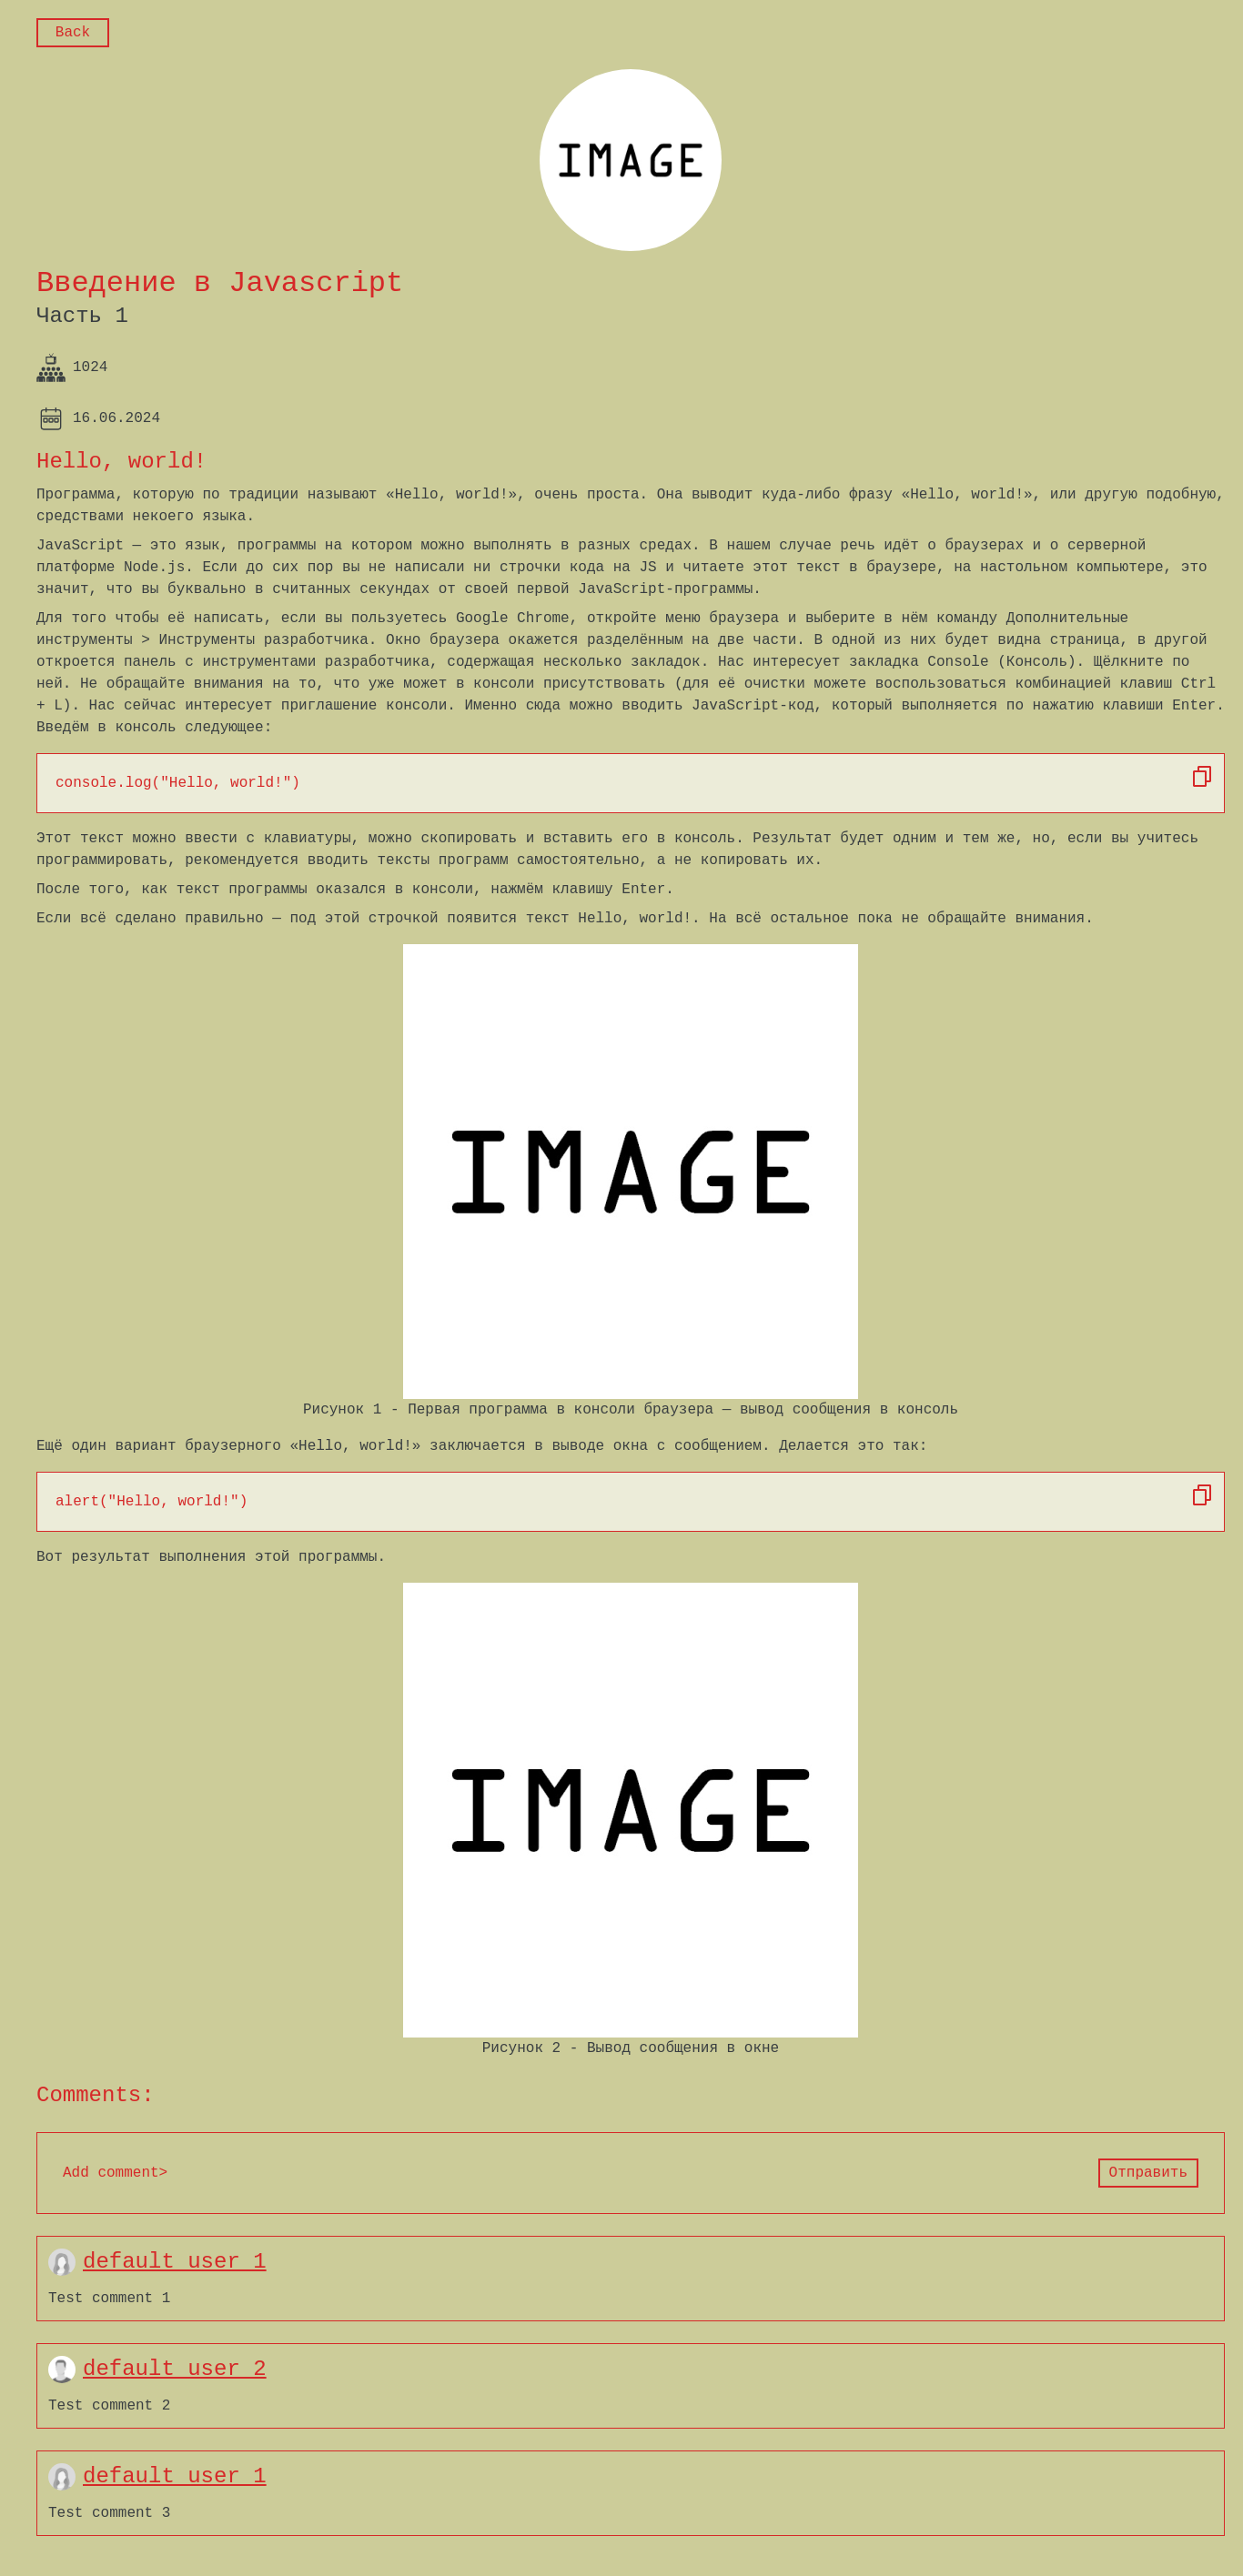 Back
IMAGE
Введение в Javascript
Часть 1
1024
16.06.2024
Hello, world!
Программа, которую по традиции называют «Hello, world!», очень проста. Она выводит куда-либо фразу «Hello, world!», или другую подобную,
средствами некоего языка.
JavaScript — это язык, программы на котором можно выполнять в разных средах. В нашем случае речь идёт о браузерах и о серверной
платформе Node.js. Если до сих пор вы не написали ни строчки кода на JS и читаете этот текст в браузере, на настольном компьютере, это
значит, что вы буквально в считанных секундах от своей первой JavaScript-программы.
Для того чтобы её написать, если вы пользуетесь Google Chrome, откройте меню браузера и выберите в нём команду Дополнительные
инструменты > Инструменты разработчика. Окно браузера окажется разделённым на две части. В одной из них будет видна страница, в другой
откроется панель с инструментами разработчика, содержащая несколько закладок. Нас интересует закладка Console (Консоль). Щёлкните по
ней. Не обращайте внимания на то, что уже может в консоли присутствовать (для её очистки можете воспользоваться комбинацией клавиш Ctrl
+ L). Нас сейчас интересует приглашение консоли. Именно сюда можно вводить JavaScript-код, который выполняется по нажатию клавиши Enter.
Введём в консоль следующее:
console.log("Hello, world!")
Этот текст можно ввести с клавиатуры, можно скопировать и вставить его в консоль. Результат будет одним и тем же, но, если вы учитесь
программировать, рекомендуется вводить тексты программ самостоятельно, а не копировать их.
После того, как текст программы оказался в консоли, нажмём клавишу Enter.
Если всё сделано правильно — под этой строчкой появится текст Hello, world!. На всё остальное пока не обращайте внимания.
IMAGE
Рисунок 1 - Первая программа в консоли браузера — вывод сообщения в консоль
Ещё один вариант браузерного «Hello, world!» заключается в выводе окна с сообщением. Делается это так:
alert("Hello, world!")
Вот результат выполнения этой программы.
IMAGE
Рисунок 2 - Вывод сообщения в окне
Comments:
Add comment>
Отправить
default_user_1
Test comment 1
default_user_2
Test comment 2
default_user_1
Test comment 3